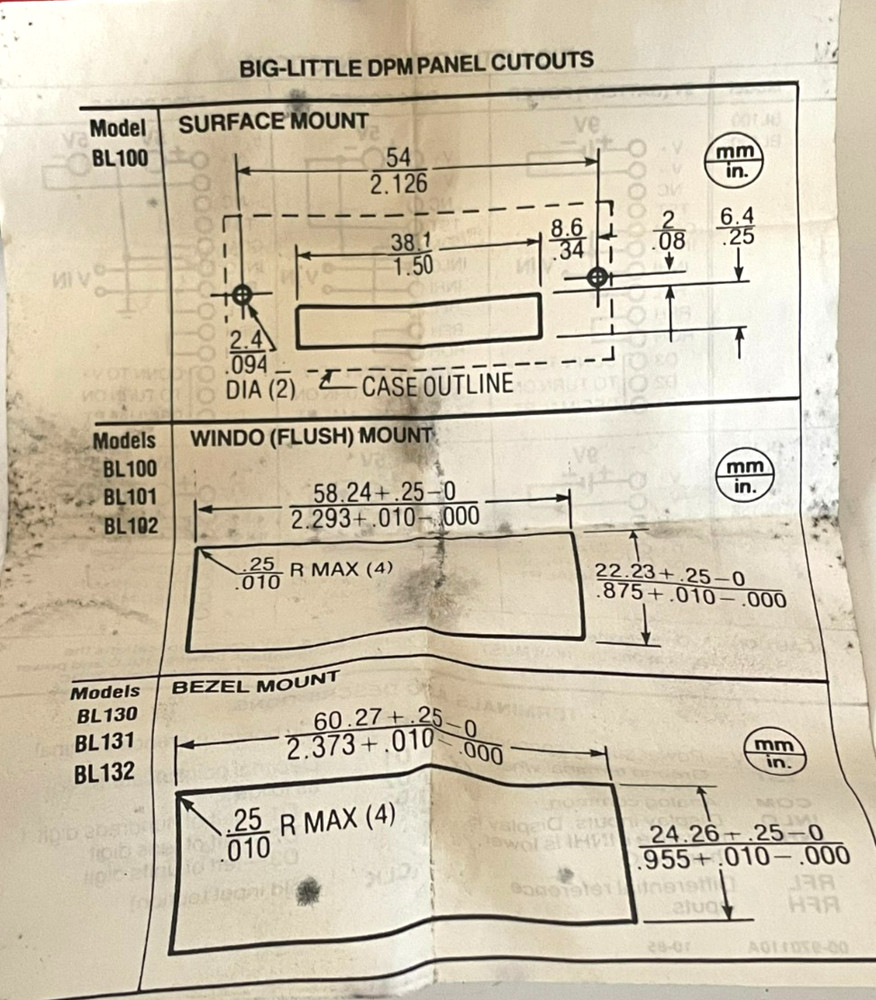 BIG-LITTLE DPM PANEL CUTOUTS
Model
BL100
SURFACE MOUNT
mm
in.
54
2.126
38.1
1.50
8.6
.34
2
.08
6.4
.25
2.4
.094
DIA (2)
CASE OUTLINE
Models
BL100
BL101
BL102
WINDO (FLUSH) MOUNT
mm
in.
58.24+.25-0
2.293+.010-.000
.25
.010
R MAX (4)
22.23+.25-0
.875+.010-.000
Models
BL130
BL131
BL132
BEZEL MOUNT
mm
in.
60.27+.25-0
2.373+.010-.000
.25
.010
R MAX (4)
24.26+.25-0
.955+.010-.000